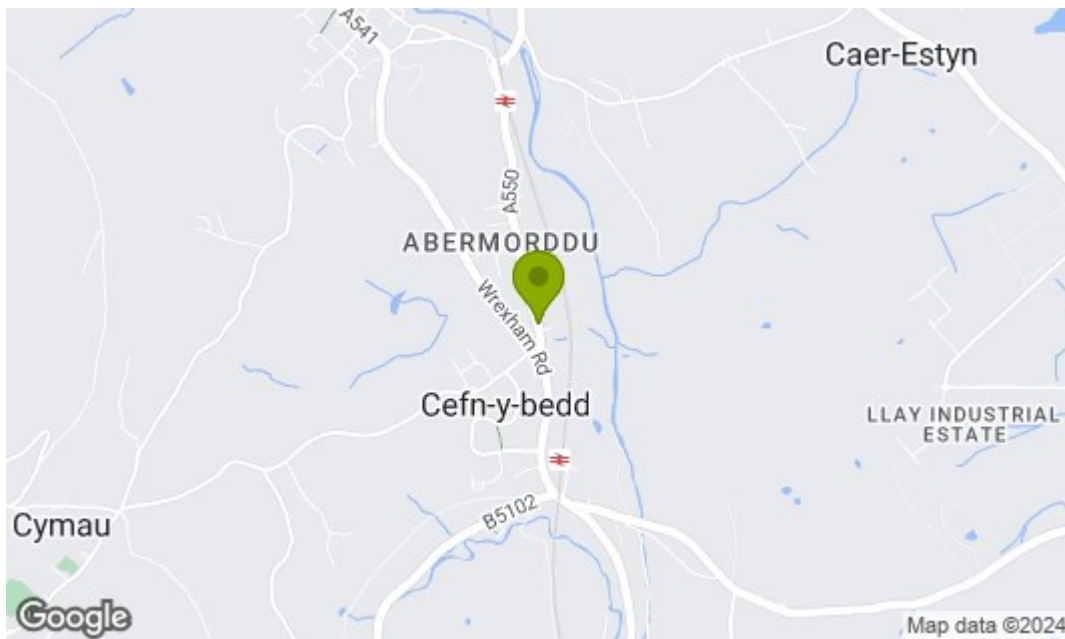 A541
Caer-Estyn
A550
ABERMORDDU
Wrexham Rd
Cefn-y-bedd
LLAY INDUSTRIAL
ESTATE
B5102
Cymau
Google
Map data ©2024